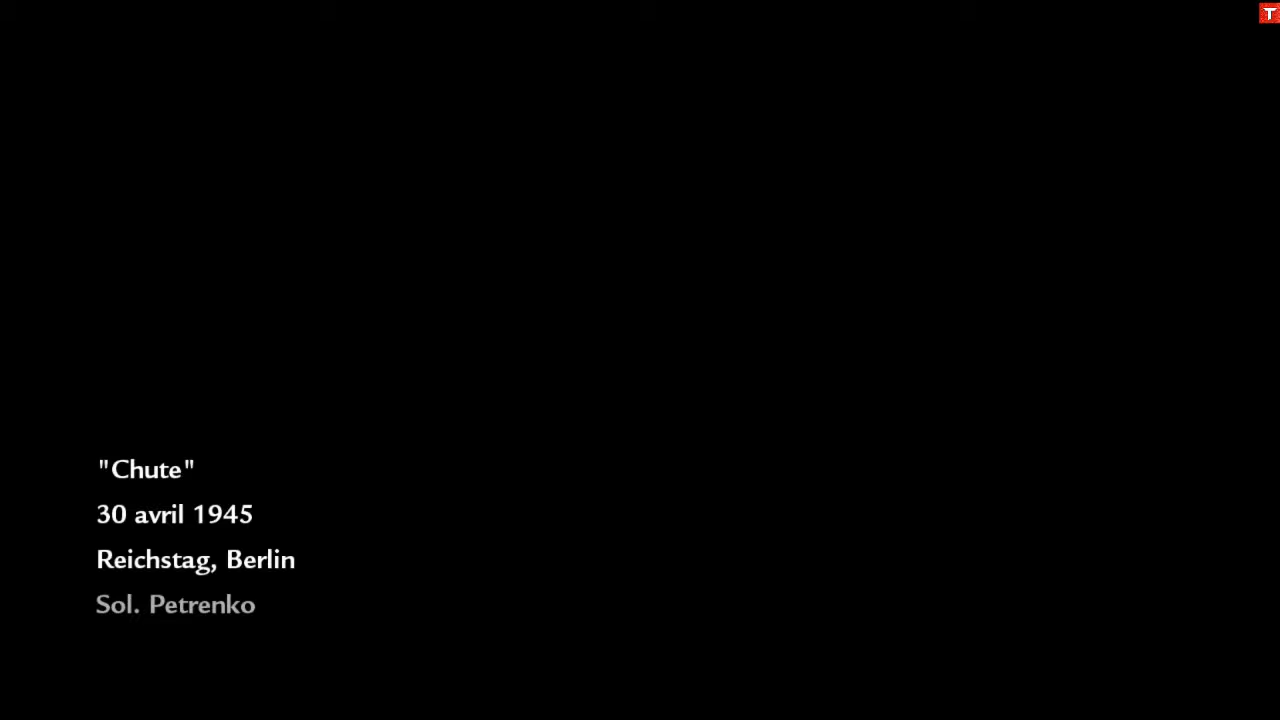 T
"Chute"
30 avril 1945
Reichstag, Berlin
Sol. Petrenko